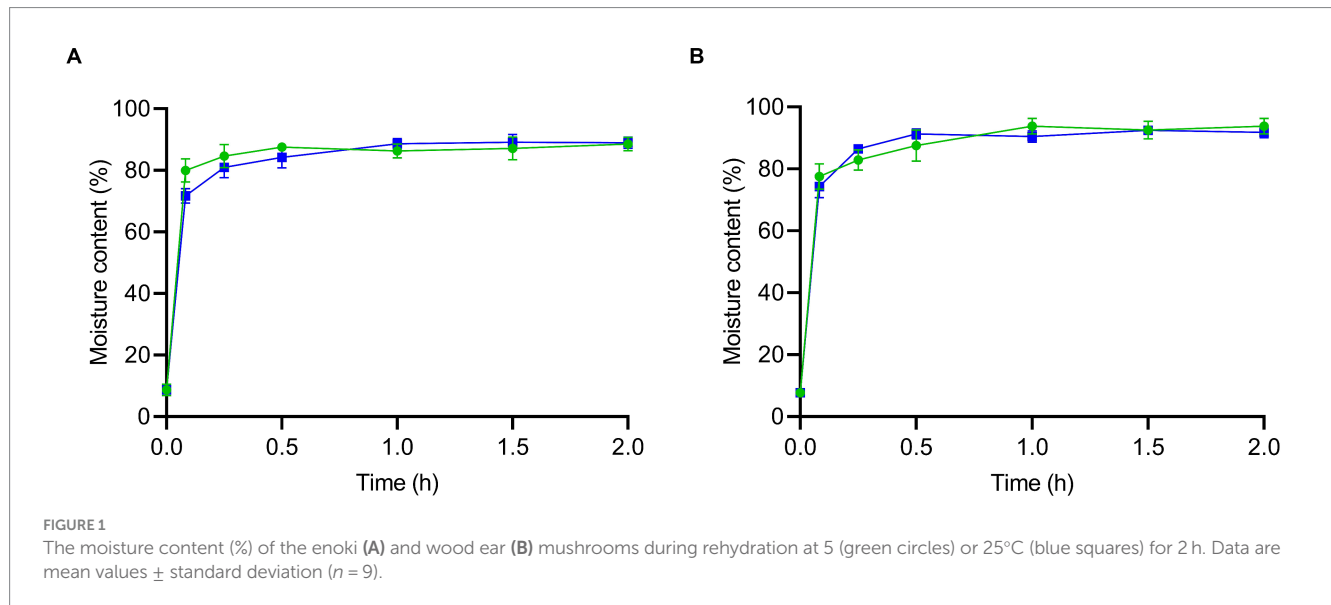 A
B
Moisture content (%)
100
80
60
40
20
0
0.0 0.5 1.0 1.5 2.0
Time (h)
Moisture content (%)
100
80
60
40
20
0
0.0 0.5 1.0 1.5 2.0
Time (h)
FIGURE 1
The moisture content (%) of the enoki (A) and wood ear (B) mushrooms during rehydration at 5 (green circles) or 25°C (blue squares) for 2 h. Data are
mean values ± standard deviation (n = 9).